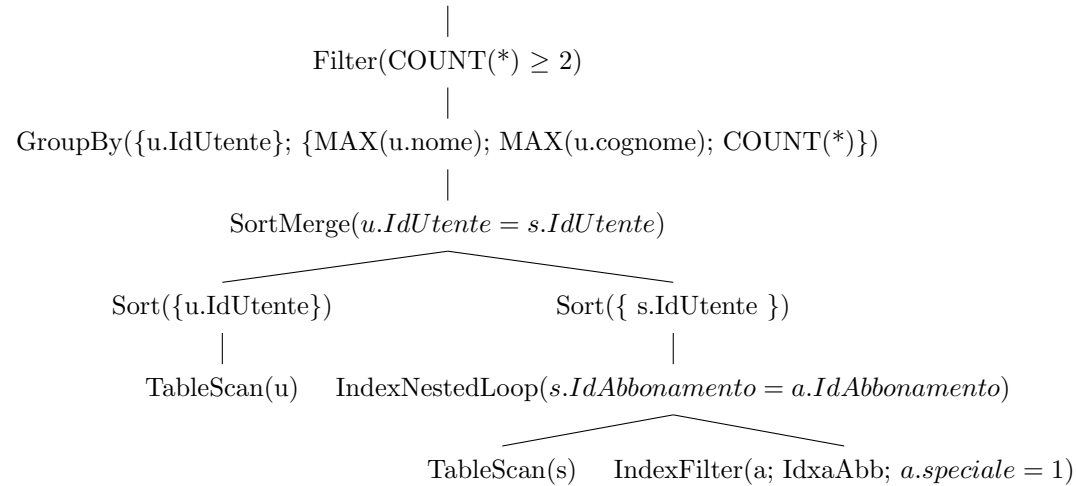 Filter(COUNT(*) ≥ 2)
GroupBy({u.IdUtente}; {MAX(u.nome); MAX(u.cognome); COUNT(*)})
SortMerge(u.IdUtente = s.IdUtente)
Sort({u.IdUtente}) Sort({ s.IdUtente })
TableScan(u) IndexNestedLoop(s.IdAbbonamento = a.IdAbbonamento)
TableScan(s) IndexFilter(a; IdxaAbb; a.speciale = 1)